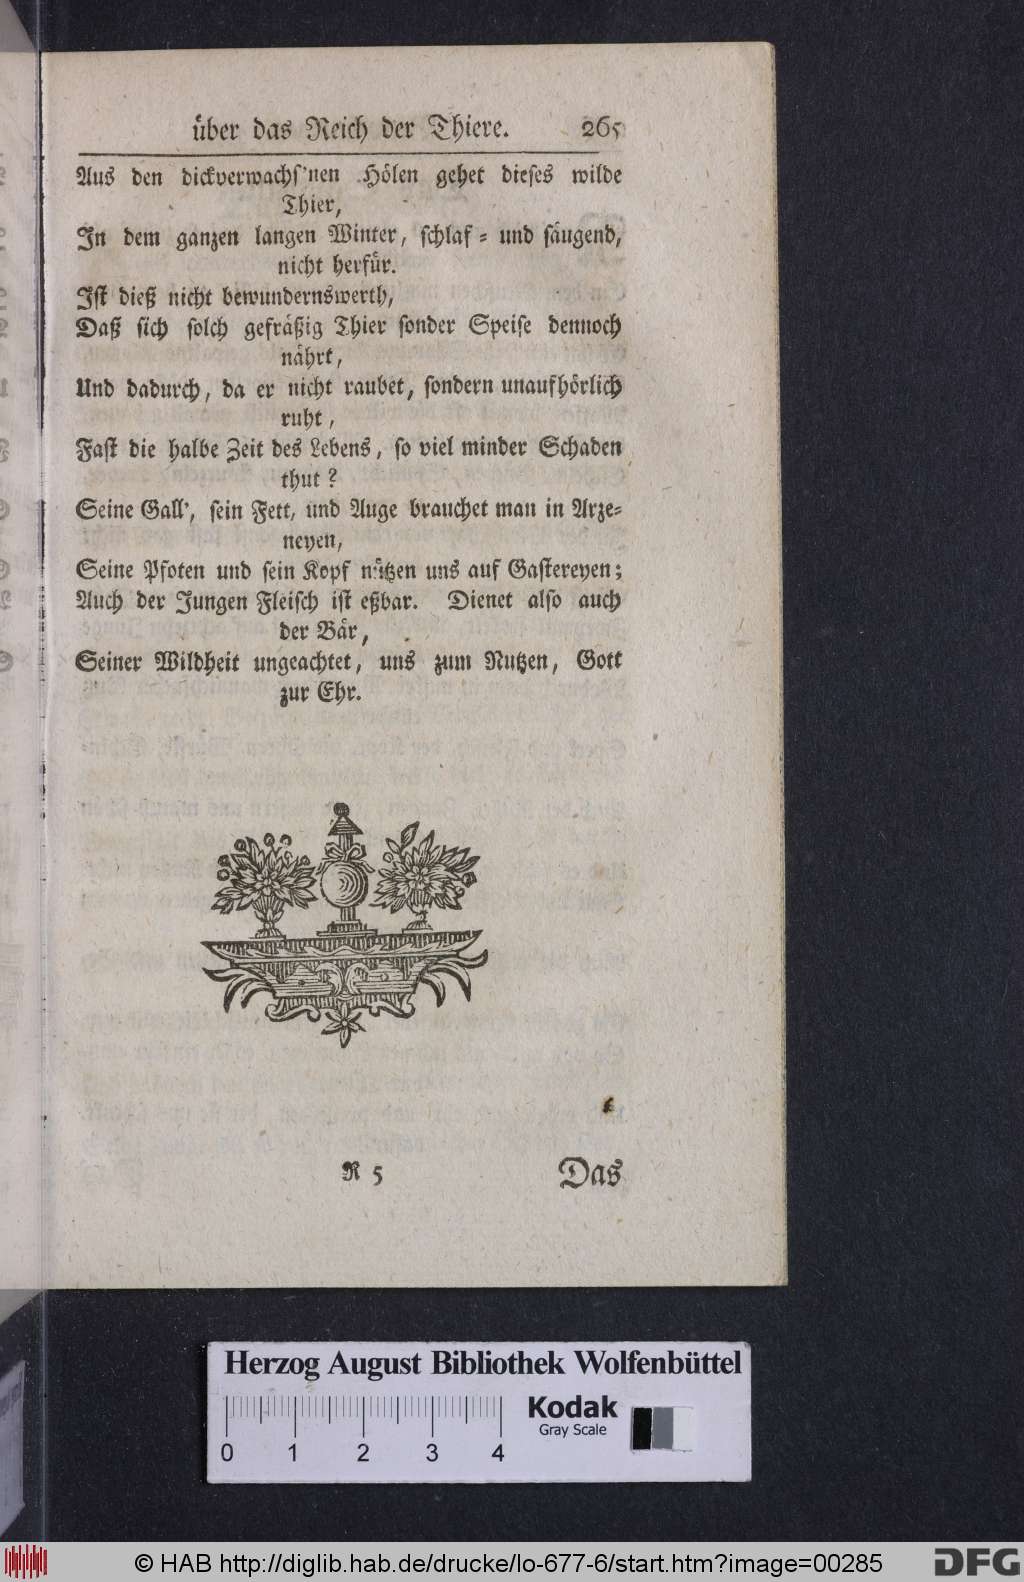 über das Reich der Thiere. 265
Aus den dickverwachs'nen Hölen gehet dieses wilde
Thier,
In dem ganzen langen Winter, schlaf- und säugend,
nicht herfür.
Ist dieß nicht bewundernswerth,
Daß sich solch gefräßig Thier sonder Speise dennoch
nährt,
Und dadurch, da er nicht raubet, sondern unaufhörlich
ruht,
Fast die halbe Zeit des Lebens, so viel minder Schaden
thut?
Seine Gall', sein Fett, und Auge brauchet man in Arze-
neyen,
Seine Pfoten und sein Kopf nützen uns auf Gastereyen;
Auch der Jungen Fleisch ist eßbar. Dienet also auch
der Bär,
Seiner Wildheit ungeachtet, uns zum Nutzen, Gott
zur Ehr.
R 5 Das
Herzog August Bibliothek Wolfenbüttel
Kodak
Gray Scale
0 1 2 3 4
© HAB http://diglib.hab.de/drucke/lo-677-6/start.htm?image=00285
DFG